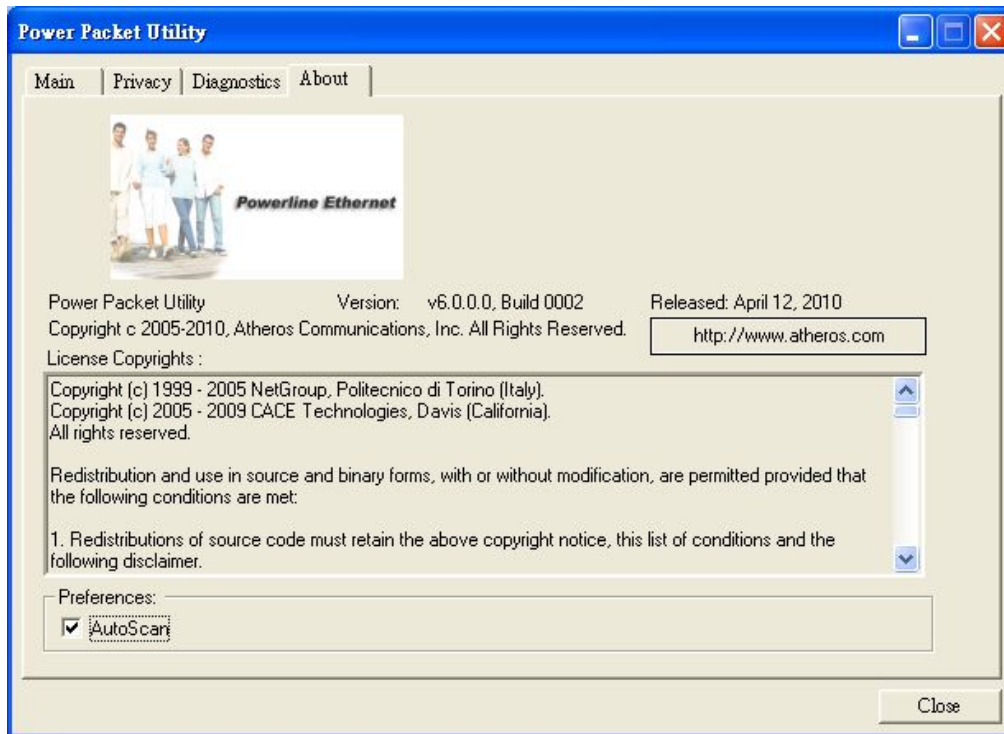 Power Packet Utility
Main Privacy Diagnostics About
Powerline Ethernet
Power Packet Utility Version: v6.0.0.0, Build 0002 Released: April 12, 2010
Copyright c 2005-2010, Atheros Communications, Inc. All Rights Reserved.
http://www.atheros.com
License Copyrights :
Copyright (c) 1999 - 2005 NetGroup, Politecnico di Torino (Italy).
Copyright (c) 2005 - 2009 CACE Technologies, Davis (California).
All rights reserved.
Redistribution and use in source and binary forms, with or without modification, are permitted provided that
the following conditions are met:
1. Redistributions of source code must retain the above copyright notice, this list of conditions and the
following disclaimer.
Preferences:
AutoScan
Close